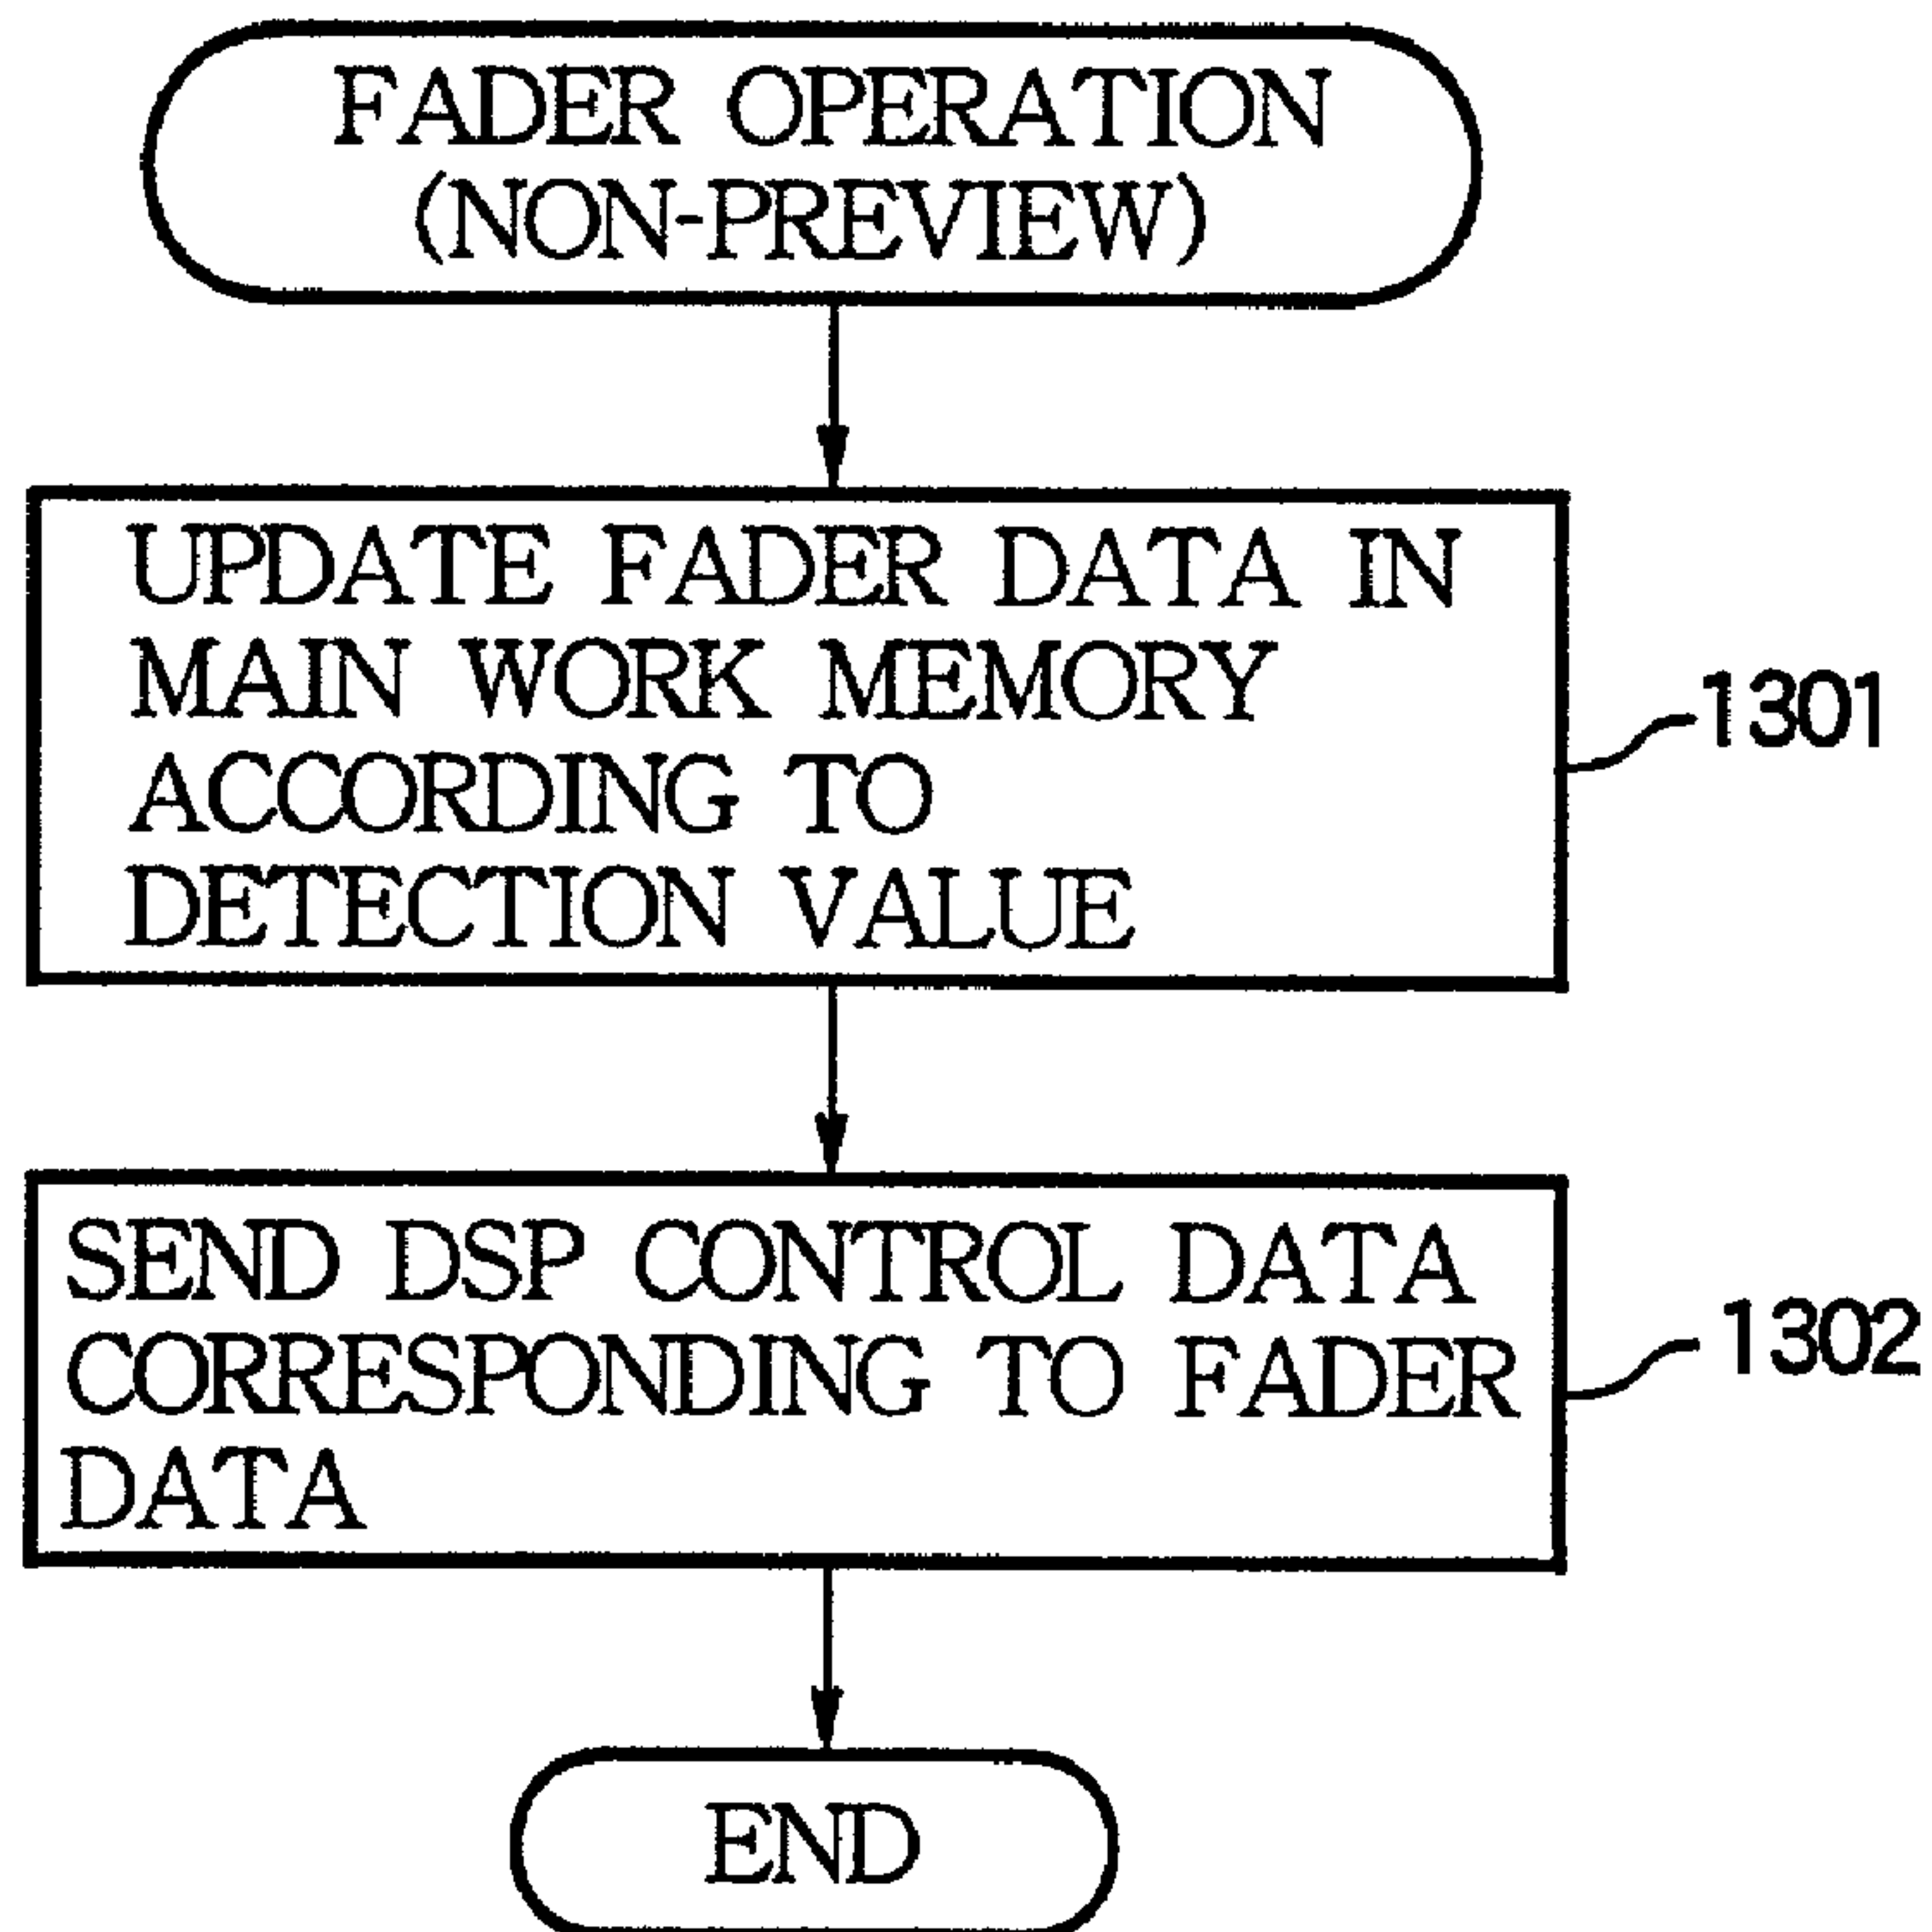 FADER OPERATION
(NON-PREVIEW)
UPDATE FADER DATA IN
MAIN WORK MEMORY
ACCORDING TO
DETECTION VALUE
1301
SEND DSP CONTROL DATA
CORRESPONDING TO FADER
DATA
1302
END